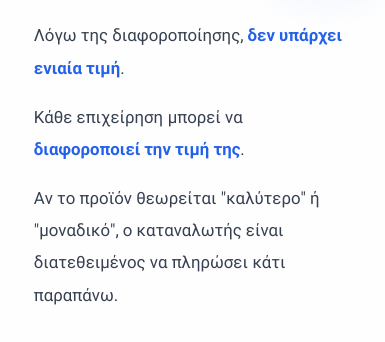 Λόγω της διαφοροποίησης, δεν υπάρχει
ενιαία τιμή.
Κάθε επιχείρηση μπορεί να
διαφοροποιεί την τιμή της.
Αν το προϊόν θεωρείται "καλύτερο" ή
"μοναδικό", ο καταναλωτής είναι
διατεθειμένος να πληρώσει κάτι
παραπάνω.